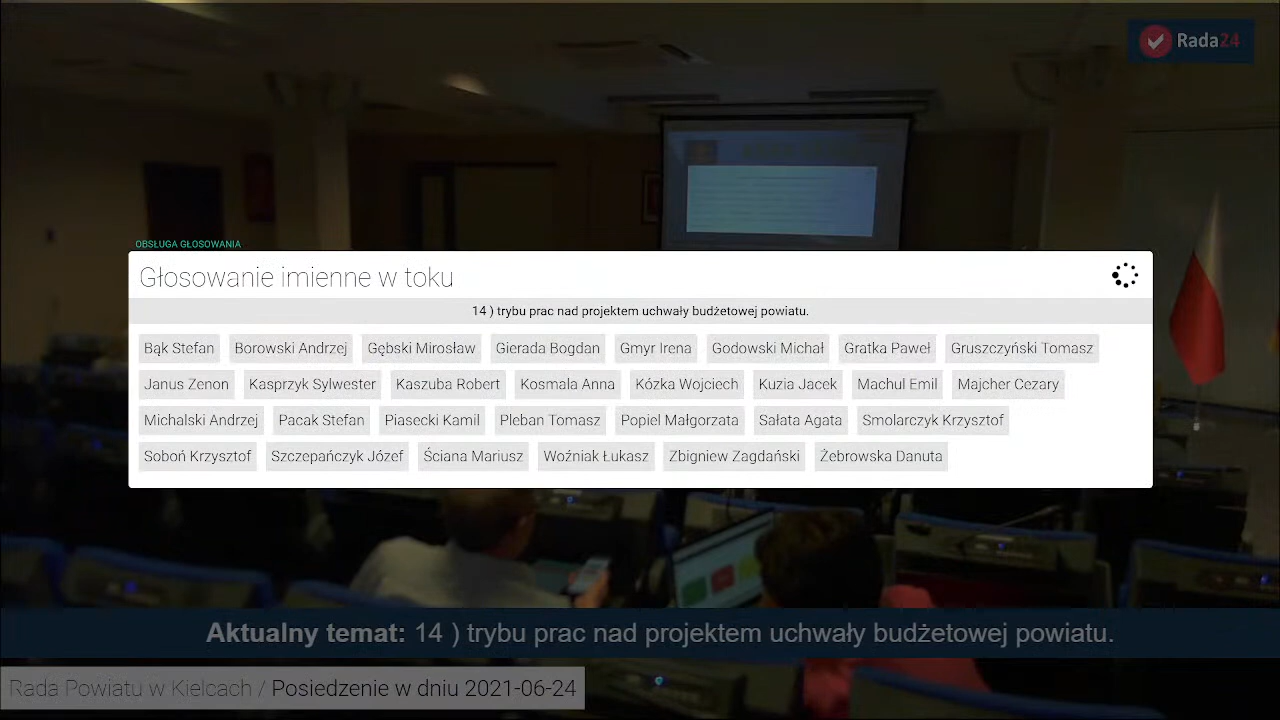 Rada24
OBSŁUGA GŁOSOWANIA
Głosowanie imienne w toku
14 ) trybu prac nad projektem uchwały budżetowej powiatu.
Bąk Stefan Borowski Andrzej Gębski Mirosław Gierada Bogdan Gmyr Irena Godowski Michał Gratka Paweł Gruszczyński Tomasz
Janus Zenon Kasprzyk Sylwester Kaszuba Robert Kosmala Anna Kózka Wojciech Kuzia Jacek Machul Emil Majcher Cezary
Michalski Andrzej Pacak Stefan Piasecki Kamil Pleban Tomasz Popiel Małgorzata Sałata Agata Smolarczyk Krzysztof
Soboń Krzysztof Szczepańczyk Józef Ściana Mariusz Woźniak Łukasz Zbigniew Zagdański Żebrowska Danuta
Aktualny temat: 14 ) trybu prac nad projektem uchwały budżetowej powiatu.
Rada Powiatu w Kielcach / Posiedzenie w dniu 2021-06-24